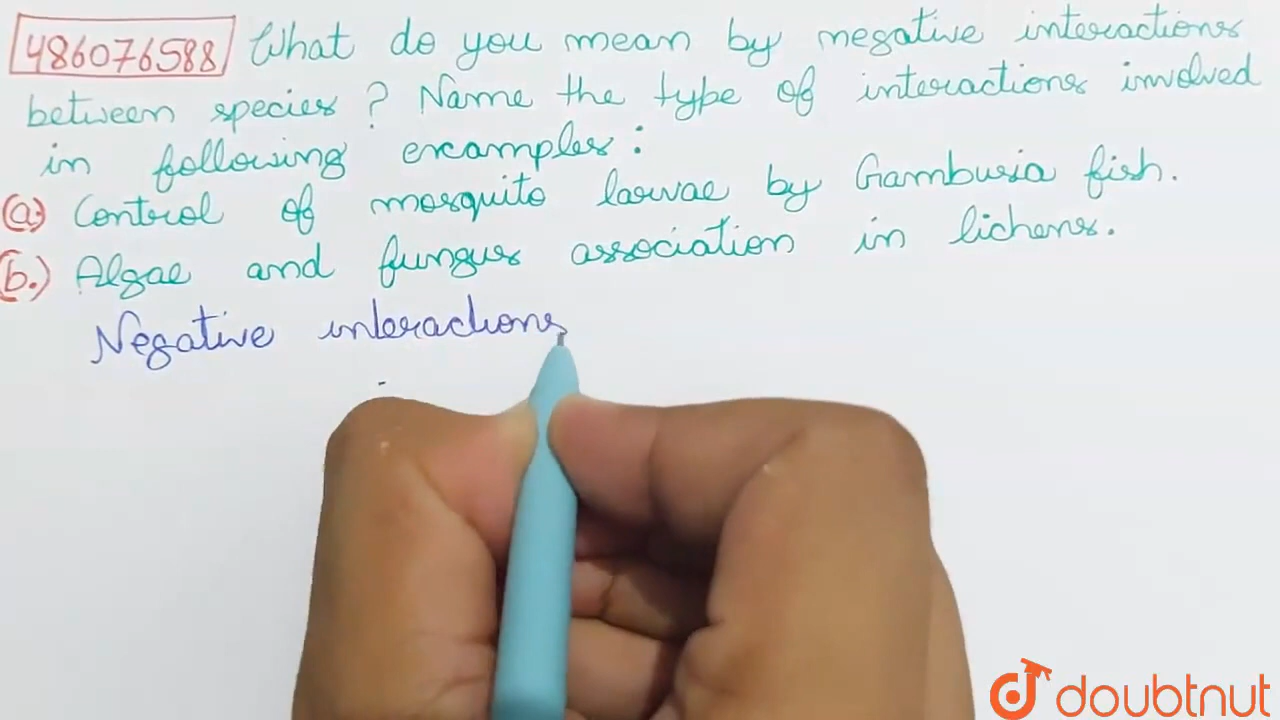 486076588 What do you mean by negative interactions
between species? Name the type of interactions involved
in following examples:
(a.) Control of mosquito larvae by Gambusia fish.
(b.) Algae and fungus association in lichens.
Negative interactions
doubtnut